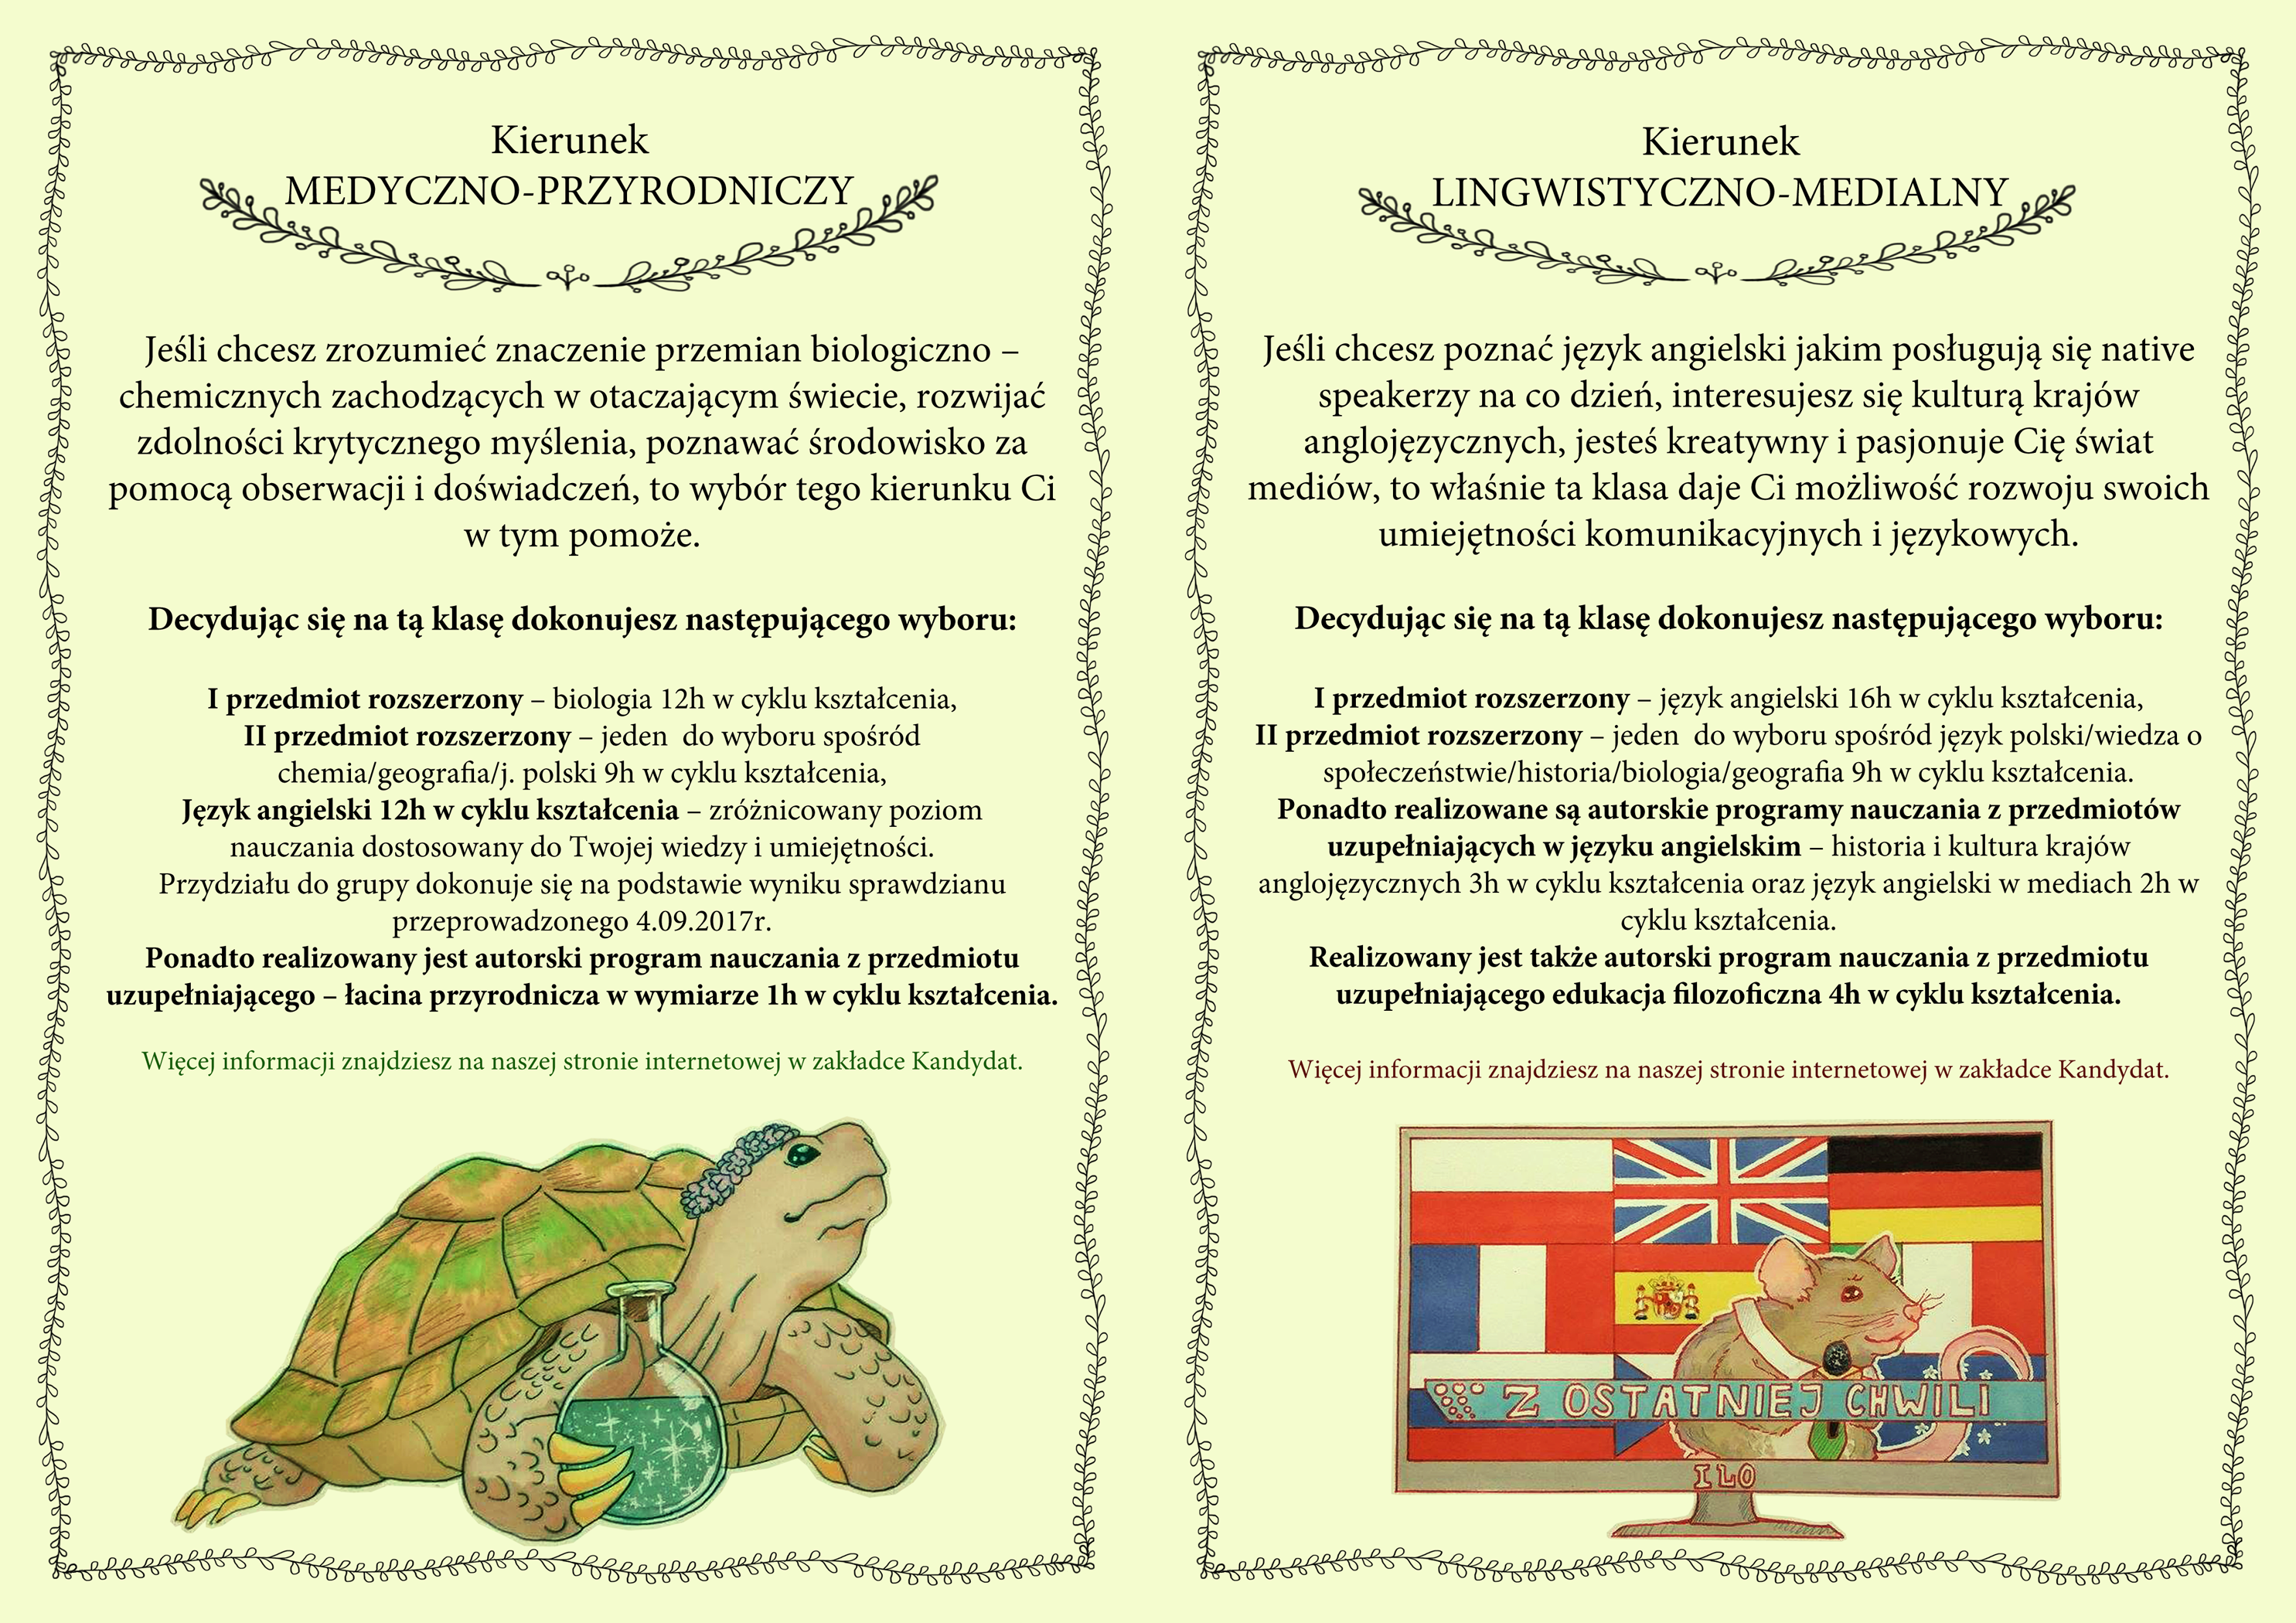 Kierunek
MEDYCZNO-PRZYRODNICZY
Jeśli chcesz zrozumieć znaczenie przemian biologiczno –
chemicznych zachodzących w otaczającym świecie, rozwijać
zdolności krytycznego myślenia, poznawać środowisko za
pomocą obserwacji i doświadczeń, to wybór tego kierunku Ci
w tym pomoże.
Decydując się na tą klasę dokonujesz następującego wyboru:
I przedmiot rozszerzony – biologia 12h w cyklu kształcenia,
II przedmiot rozszerzony – jeden do wyboru spośród
chemia/geografia/j. polski 9h w cyklu kształcenia,
Język angielski 12h w cyklu kształcenia – zróżnicowany poziom
nauczania dostosowany do Twojej wiedzy i umiejętności.
Przydziału do grupy dokonuje się na podstawie wyniku sprawdzianu
przeprowadzonego 4.09.2017r.
Ponadto realizowany jest autorski program nauczania z przedmiotu
uzupełniającego – łacina przyrodnicza w wymiarze 1h w cyklu kształcenia.
Więcej informacji znajdziesz na naszej stronie internetowej w zakładce Kandydat.
Kierunek
LINGWISTYCZNO-MEDIALNY
Jeśli chcesz poznać język angielski jakim posługują się native
speakerzy na co dzień, interesujesz się kulturą krajów
anglojęzycznych, jesteś kreatywny i pasjonuje Cię świat
mediów, to właśnie ta klasa daje Ci możliwość rozwoju swoich
umiejętności komunikacyjnych i językowych.
Decydując się na tą klasę dokonujesz następującego wyboru:
I przedmiot rozszerzony – język angielski 16h w cyklu kształcenia,
II przedmiot rozszerzony – jeden do wyboru spośród język polski/wiedza o
społeczeństwie/historia/biologia/geografia 9h w cyklu kształcenia.
Ponadto realizowane są autorskie programy nauczania z przedmiotów
uzupełniających w języku angielskim – historia i kultura krajów
anglojęzycznych 3h w cyklu kształcenia oraz język angielski w mediach 2h w
cyklu kształcenia.
Realizowany jest także autorski program nauczania z przedmiotu
uzupełniającego edukacja filozoficzna 4h w cyklu kształcenia.
Więcej informacji znajdziesz na naszej stronie internetowej w zakładce Kandydat.
Z OSTATNIEJ CHWILI
ILO